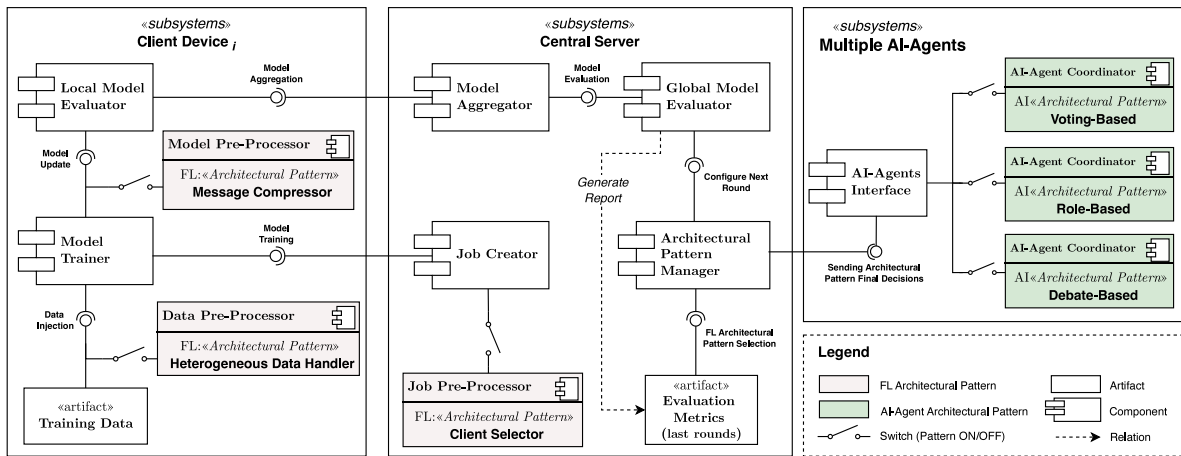 «subsystems»
Client Device i
Local Model
Evaluator
Model
Aggregation
Model
Update
Model Pre-Processor
FL:«Architectural Pattern»
Message Compressor
Model
Trainer
Model
Training
Data
Injection
Data Pre-Processor
FL:«Architectural Pattern»
Heterogeneous Data Handler
«artifact»
Training Data
«subsystems»
Central Server
Model
Aggregator
Model
Evaluation
Global Model
Evaluator
Generate
Report
Configure Next
Round
Job Creator
Architectural
Pattern
Manager
FL Architectural
Pattern Selection
Job Pre-Processor
FL:«Architectural Pattern»
Client Selector
«artifact»
Evaluation
Metrics
(last rounds)
«subsystems»
Multiple AI-Agents
AI-Agents
Interface
Sending Architectural
Pattern Final Decisions
AI-Agent Coordinator
AI«Architectural Pattern»
Voting-Based
AI-Agent Coordinator
AI«Architectural Pattern»
Role-Based
AI-Agent Coordinator
AI«Architectural Pattern»
Debate-Based
Legend
FL Architectural Pattern
Artifact
AI-Agent Architectural Pattern
Component
Switch (Pattern ON/OFF)
Relation